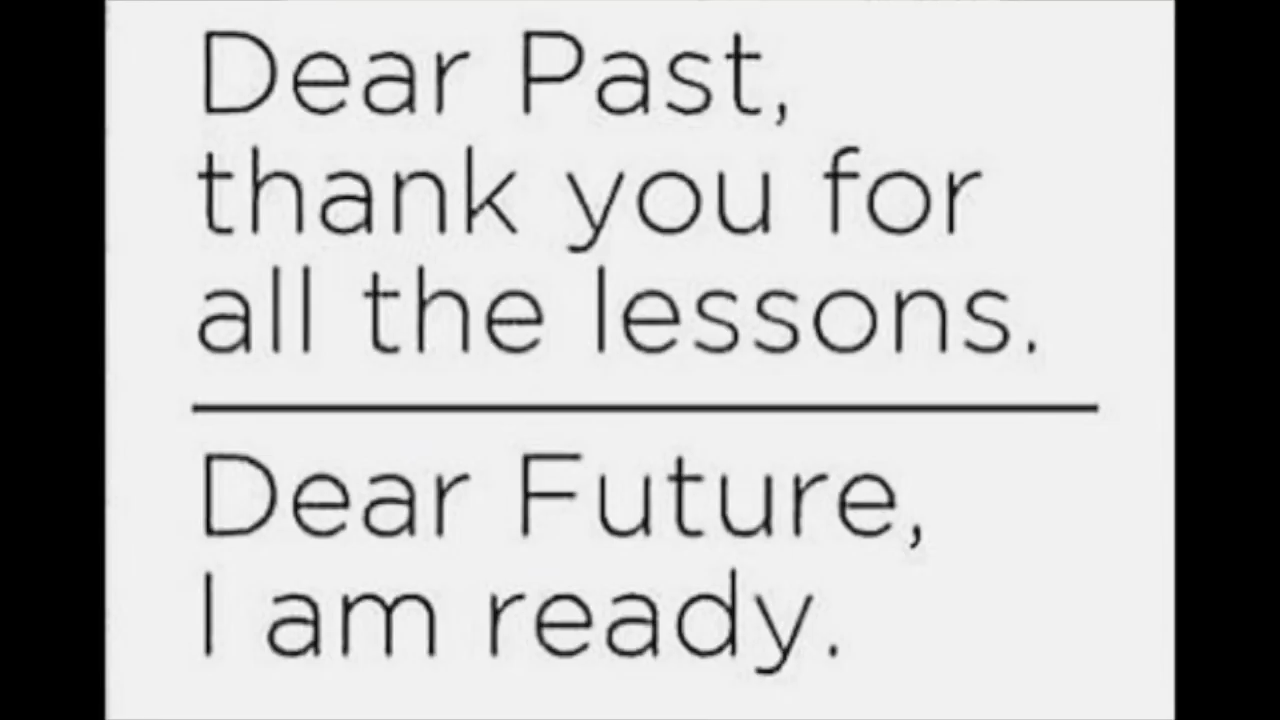 Dear Past,
thank you for
all the lessons.
Dear Future,
I am ready.